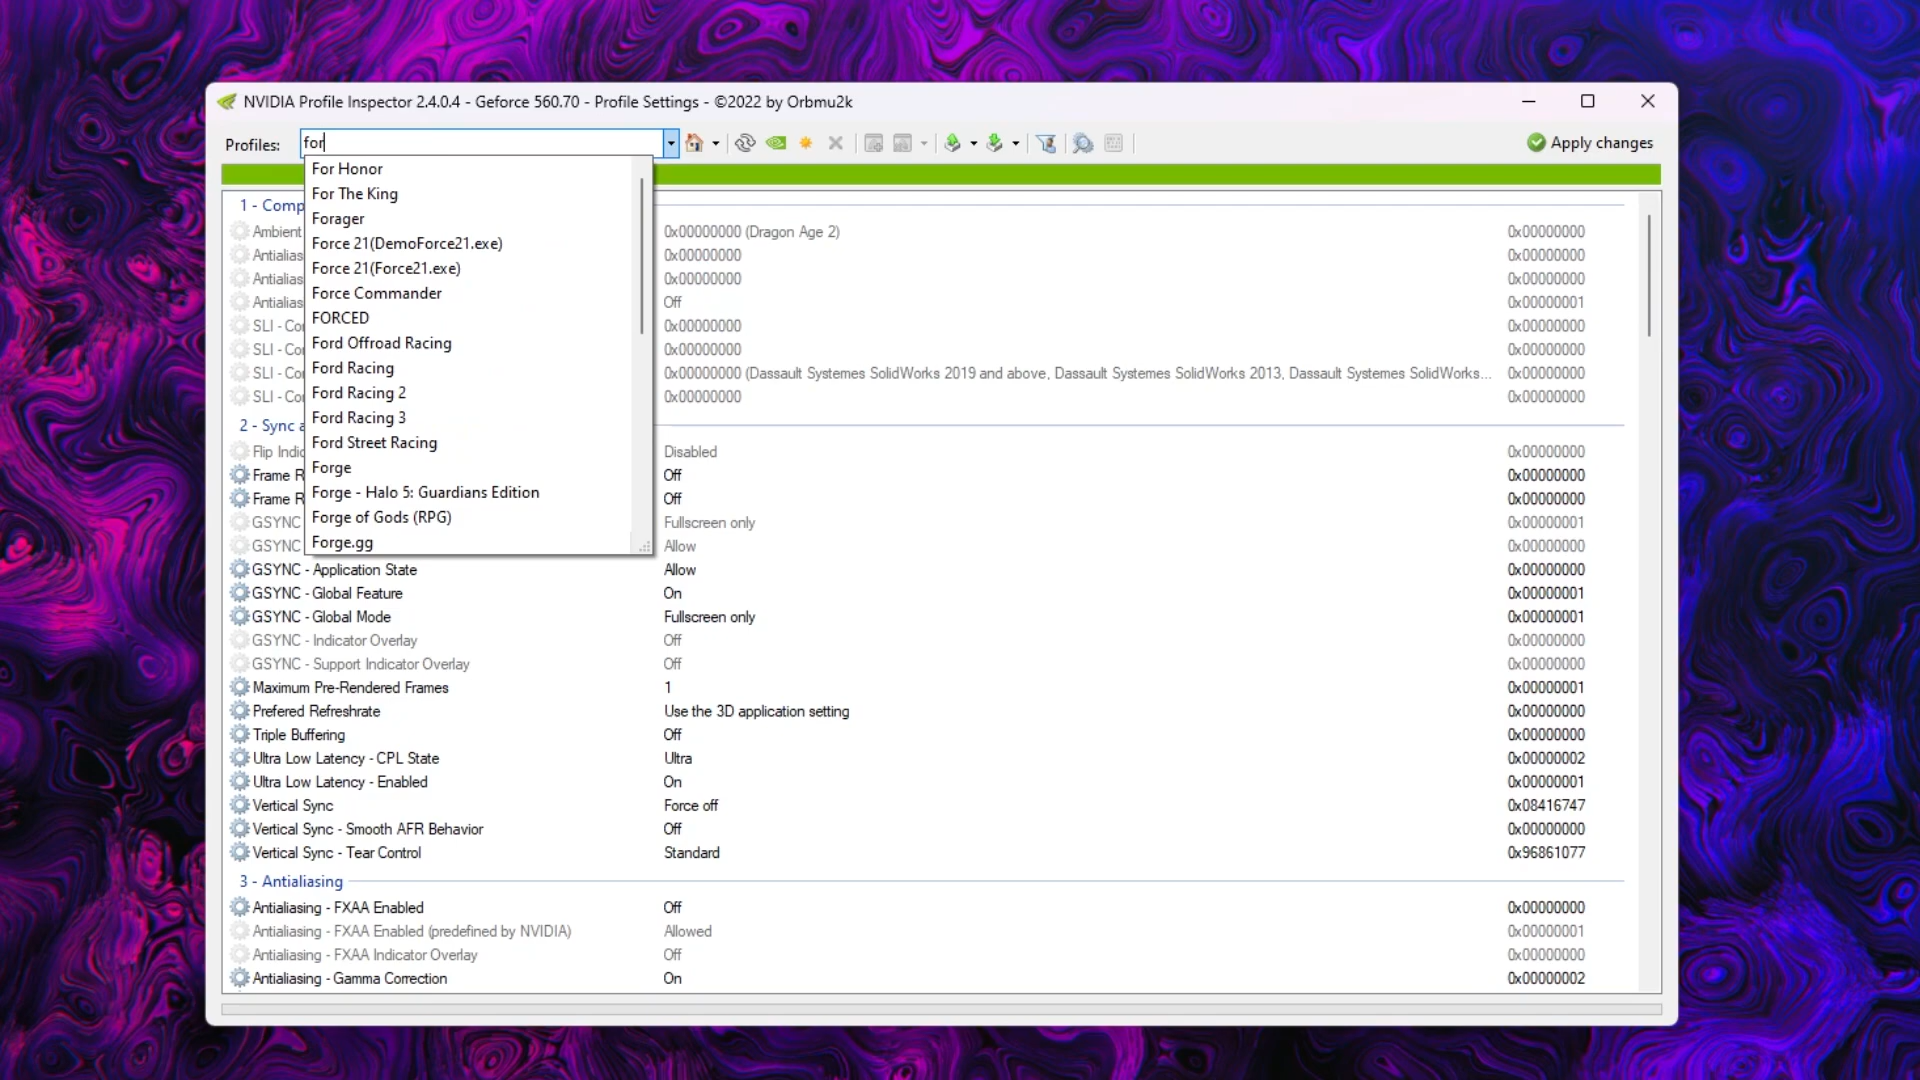 NVIDIA Profile Inspector 2.4.0.4 - Geforce 560.70 - Profile Settings - ©2022 by Orbmu2k
Profiles: for Apply changes
For Honor
For The King
Forager
Force 21(DemoForce21.exe)
Force 21(Force21.exe)
Force Commander
FORCED
Ford Offroad Racing
Ford Racing
Ford Racing 2
Ford Racing 3
Ford Street Racing
Forge
Forge - Halo 5: Guardians Edition
Forge of Gods (RPG)
Forge.gg
1 - Comp
Ambient 0x00000000 (Dragon Age 2) 0x00000000
Antialias 0x00000000 0x00000000
Antialias 0x00000000 0x00000000
Antialias Off 0x00000001
SLI - Co 0x00000000 0x00000000
SLI - Co 0x00000000 0x00000000
SLI - Co 0x00000000 (Dassault Systemes SolidWorks 2019 and above, Dassault Systemes SolidWorks 2013, Dassault Systemes SolidWorks... 0x00000000
SLI - Co 0x00000000 0x00000000
2 - Sync a
Flip Indic Disabled 0x00000000
Frame R Off 0x00000000
Frame R Off 0x00000000
GSYNC Fullscreen only 0x00000001
GSYNC Allow 0x00000000
GSYNC - Application State Allow 0x00000000
GSYNC - Global Feature On 0x00000001
GSYNC - Global Mode Fullscreen only 0x00000001
GSYNC - Indicator Overlay Off 0x00000000
GSYNC - Support Indicator Overlay Off 0x00000000
Maximum Pre-Rendered Frames 1 0x00000001
Prefered Refreshrate Use the 3D application setting 0x00000000
Triple Buffering Off 0x00000000
Ultra Low Latency - CPL State Ultra 0x00000002
Ultra Low Latency - Enabled On 0x00000001
Vertical Sync Force off 0x08416747
Vertical Sync - Smooth AFR Behavior Off 0x00000000
Vertical Sync - Tear Control Standard 0x96861077
3 - Antialiasing
Antialiasing - FXAA Enabled Off 0x00000000
Antialiasing - FXAA Enabled (predefined by NVIDIA) Allowed 0x00000001
Antialiasing - FXAA Indicator Overlay Off 0x00000000
Antialiasing - Gamma Correction On 0x00000002